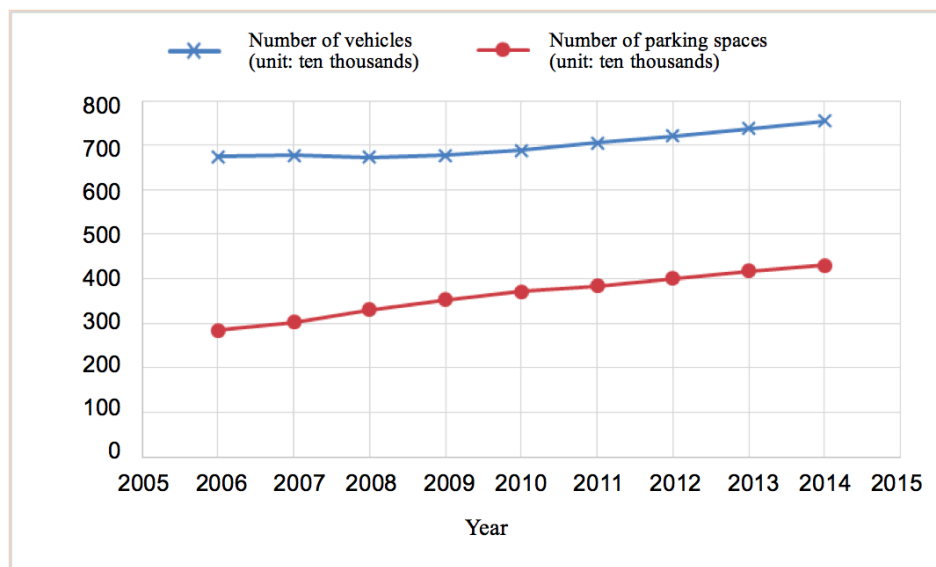 Number of vehicles
(unit: ten thousands)
Number of parking spaces
(unit: ten thousands)
800
700
600
500
400
300
200
100
0
2005 2006 2007 2008 2009 2010 2011 2012 2013 2014 2015
Year